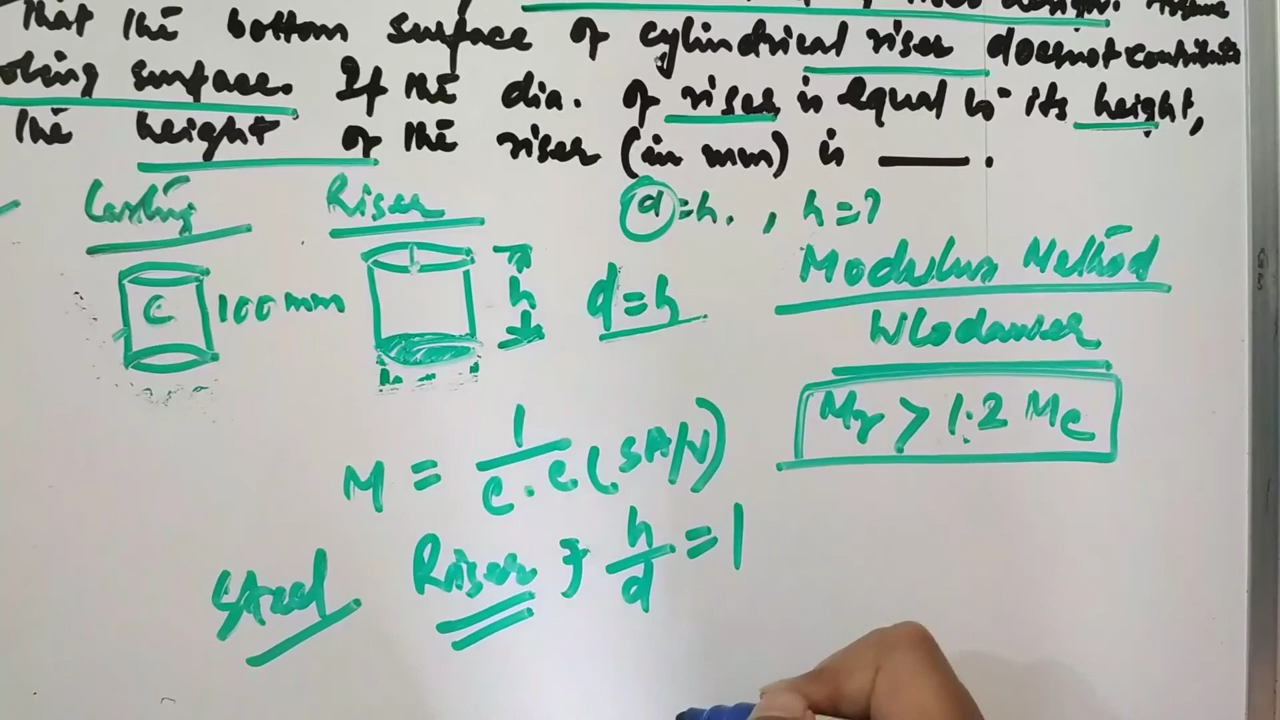 that the bottom surface of cylindrical riser doesnot contribute
surface. If the dia. of riser is equal to its height,
the height of the riser (in mm) is ____.
Casting Riser d=h. , h=?
C 100 mm h d=h
Modulus Method
Wlodawer
Mr > 1.2 Mc
M = 1/C.C (SA/V)
Steel Riser } h/d = 1